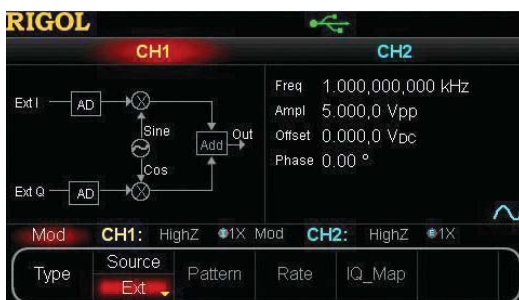 RIGOL
CH1
CH2
Ext I
AD
Sine
Cos
Add
Out
Ext Q
AD
Freq 1.000,000,000 kHz
Ampl 5.000,0 Vpp
Offset 0.000,0 VDC
Phase 0.00 °
Mod CH1: HighZ 1X Mod CH2: HighZ 1X
Type
Source
Ext
Pattern
Rate
IQ_Map